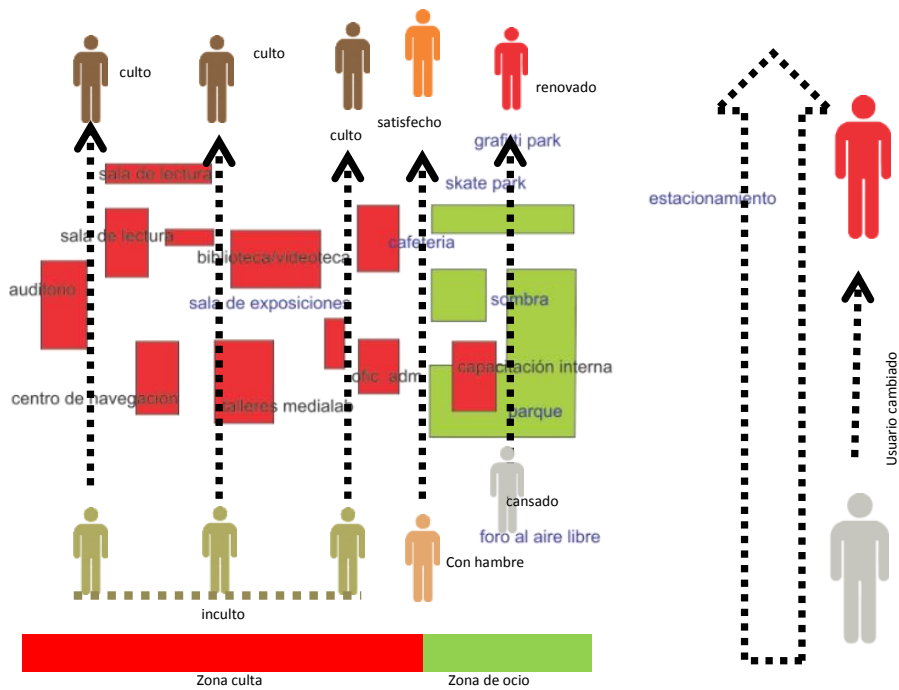 culto
culto
renovado
satisfecho
culto
grafitti park
sala de lectura
skate park
estacionamiento
sala de lectura
cafeteria
biblioteca/videoteca
auditorio
sala de exposiciones
sombra
ofic. adm.
capacitación interna
centro de navegación
talleres medialab
parque
Usuario cambiado
cansado
foro al aire libre
Con hambre
inculto
Zona culta
Zona de ocio